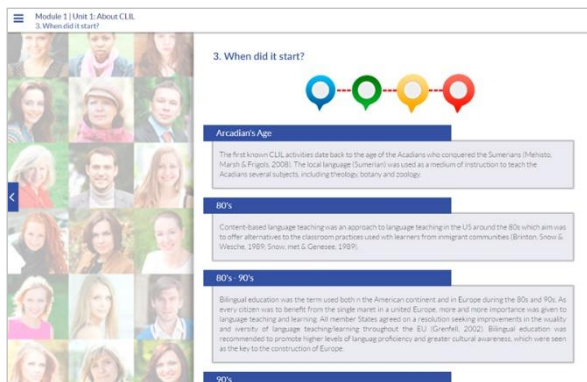 Module 1 | Unit 1: About CLIL
3. When did it start?
3. When did it start?
Arcadian's Age
The first known CLIL activities date back to the age of the Acadians who conquered the Sumerians (Mehisto,
Marsh & Frigols, 2008). The local language (Sumerian) was used as a medium of instruction to teach the
Acadians several subjects, including theology, botany and zoology.
80's
Content-based language teaching was an approach to language teaching in the US around the 80s which aim was
to offer alternatives to the classroom practices used with learners from inmigrant communities (Brinton, Snow &
Wesche, 1989; Snow, met & Genesee, 1989).
80's - 90's
Bilingual education was the term used both n the American continent and in Europe during the 80s and 90s. As
every citizen was to benefit from the single maret in a united Europe, more and more importance was given to
language teaching and learning. All member States agreed on a resolution seeking improvements in the wuality
and iversity of language teaching/learning throughout the EU (Grenfell, 2002). Bilingual education was
recommended to promote higher levels of languag proficiency and greater cultural awareness, which were seen
as the key to the construction of Europe.
90's